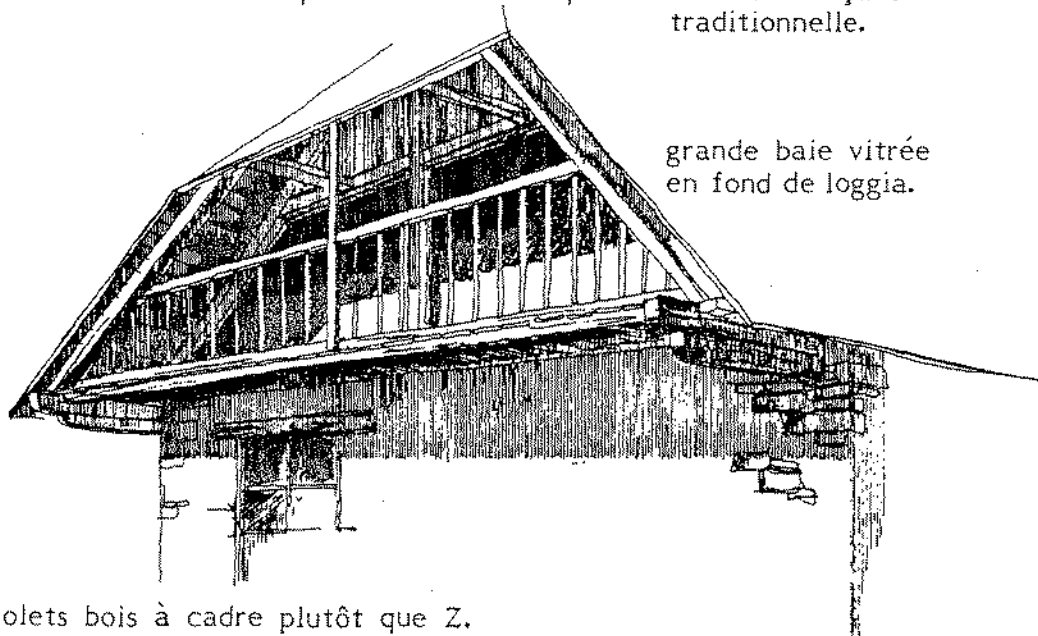 traditionnelle.
grande baie vitrée
en fond de loggia.
olets bois à cadre plutôt que Z.